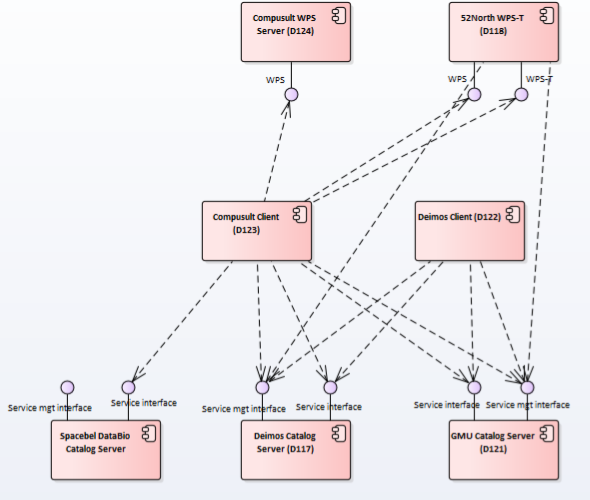 Compusult WPS
Server (D124)
52North WPS-T
(D118)
WPS
WPS
WPS-T
Compusult Client
(D123)
Deimos Client (D122)
Service mgt interface
Service interface
Service mgt interface
Service interface
Service interface
Service mgt interface
Spacebel DataBio
Catalog Server
Deimos Catalog
Server (D117)
GMU Catalog Server
(D121)